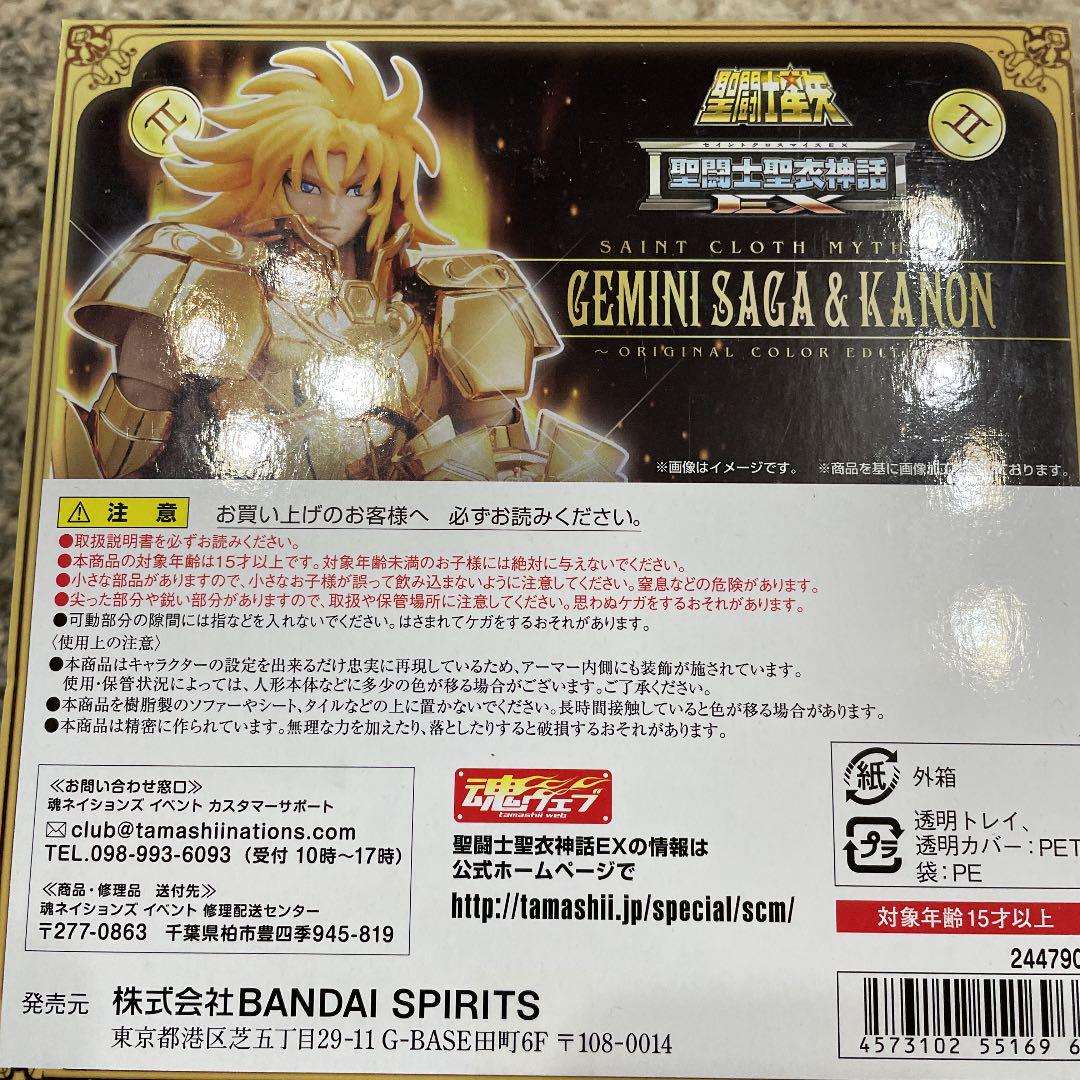 聖闘士星矢
セイントクロスマイスEX
聖闘士聖衣神話
EX
SAINT CLOTH MYTH
GEMINI SAGA & KANON
~ ORIGINAL COLOR
※画像はイメージです。 ※商品を基に画像 ております。
⚠ 注意 お買い上げのお客様へ 必ずお読みください。
●取扱説明書を必ずお読みください。
●本商品の対象年齢は15才以上です。対象年齢未満のお子様には絶対に与えないでください。
●小さな部品がありますので、小さなお子様が誤って飲み込まないように注意してください。窒息などの危険があります。
●尖った部分や鋭い部分がありますので、取扱や保管場所に注意してください。思わぬケガをするおそれがあります。
●可動部分の隙間には指などを入れないでください。はさまれてケガをするおそれがあります。
〈使用上の注意〉
●本商品はキャラクターの設定を出来るだけ忠実に再現しているため、アーマー内側にも装飾が施されています。
使用・保管状況によっては、人形本体などに多少の色が移る場合がございます。ご了承ください。
●本商品を樹脂製のソファーやシート、タイルなどの上に置かないでください。長時間接触していると色が移る場合があります。
●本商品は精密に作られています。無理な力を加えたり、落としたりすると破損するおそれがあります。
≪お問い合わせ窓口≫
魂ネイションズ イベント カスタマーサポート
club@tamashiinations.com
TEL.098-993-6093（受付 10時～17時）
≪商品・修理品 送付先≫
魂ネイションズ イベント 修理配送センター
〒277-0863 千葉県柏市豊四季945-819
魂ウェブ
tamashii web
聖闘士聖衣神話EXの情報は
公式ホームページで
http://tamashii.jp/special/scm/
紙 外箱
プラ 透明トレイ、
透明カバー：PET
袋：PE
対象年齢15才以上
244790
4573102 55169 6
発売元 株式会社BANDAI SPIRITS
東京都港区芝五丁目29-11 G-BASE田町6F 〒108-0014